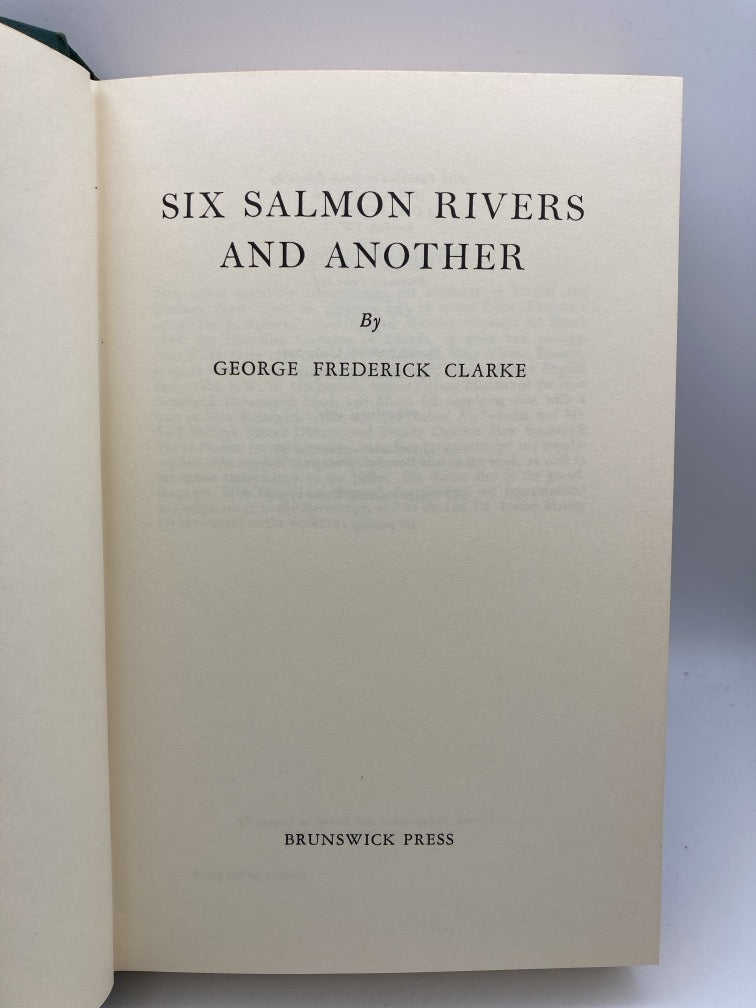 SIX SALMON RIVERS
AND ANOTHER
By
GEORGE FREDERICK CLARKE
BRUNSWICK PRESS